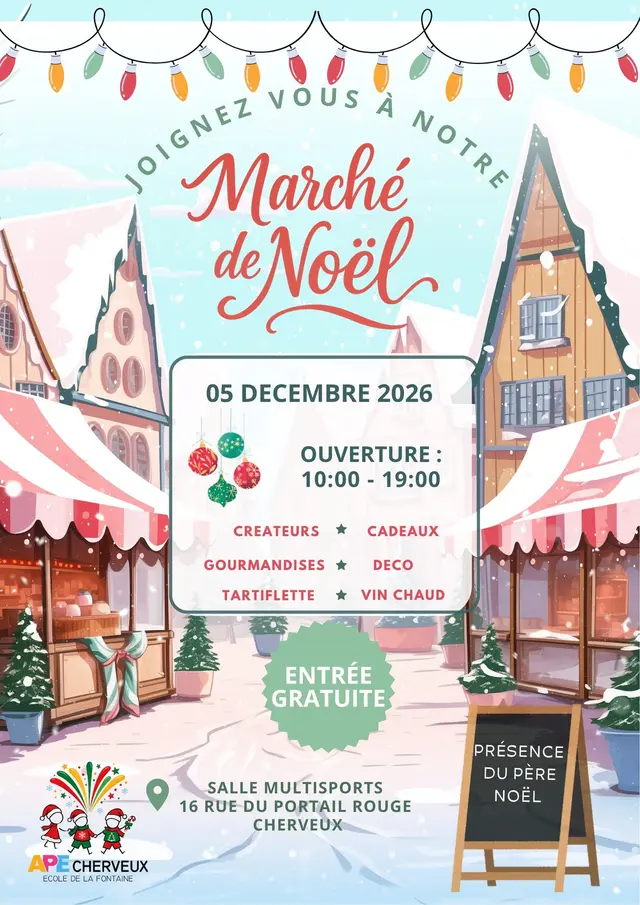 JOIGNEZ VOUS À NOTRE
Marché
de Noël
05 DECEMBRE 2026
OUVERTURE :
10:00 - 19:00
CREATEURS ★ CADEAUX
GOURMANDISES ★ DECO
TARTIFLETTE ★ VIN CHAUD
ENTRÉE
GRATUITE
PRÉSENCE
DU PÈRE
NOËL
SALLE MULTISPORTS
16 RUE DU PORTAIL ROUGE
CHERVEUX
APE CHERVEUX
ECOLE DE LA FONTAINE